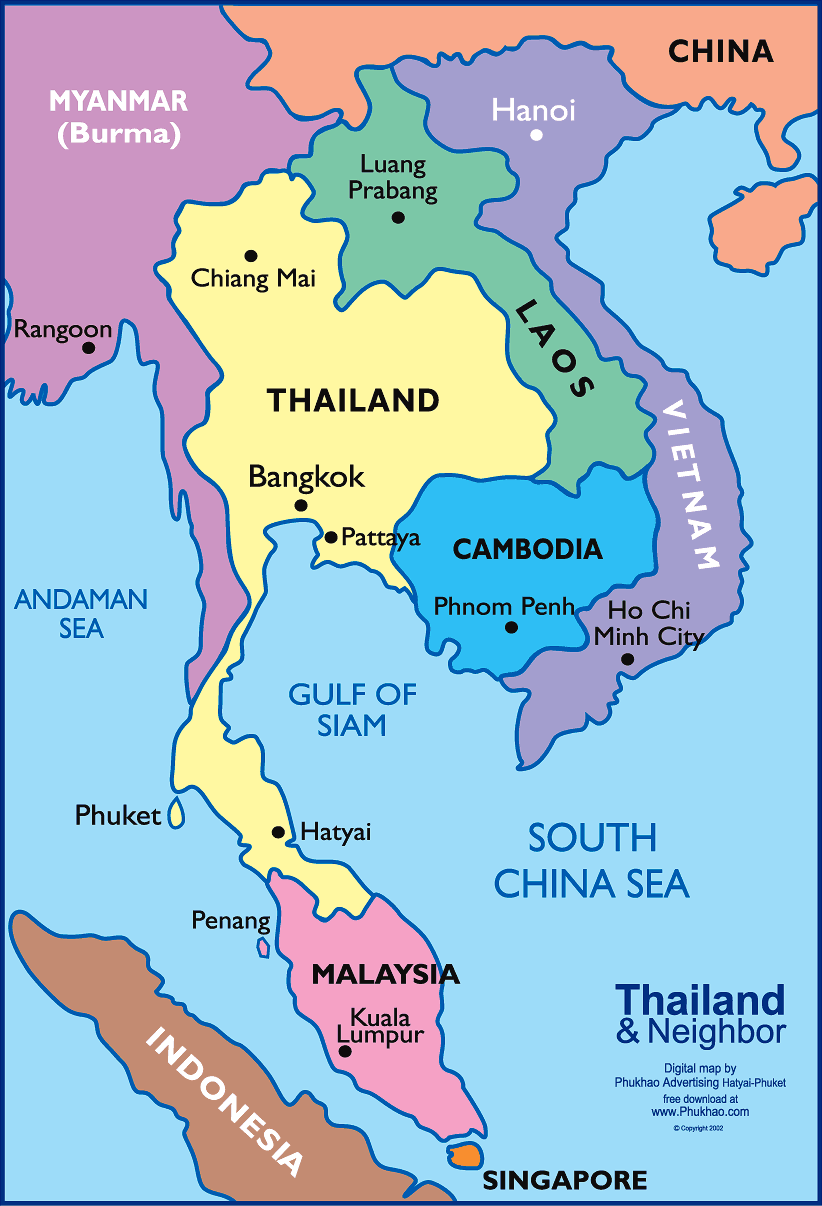 CHINA
MYANMAR
(Burma)
Hanoi
Luang
Prabang
Chiang Mai
Rangoon
LAOS
THAILAND
VIETNAM
Bangkok
Pattaya
CAMBODIA
ANDAMAN
SEA
Phnom Penh
Ho Chi
Minh City
GULF OF
SIAM
Phuket
Hatyai
SOUTH
CHINA SEA
Penang
MALAYSIA
Kuala
Lumpur
INDONESIA
Thailand
& Neighbor
Digital map by
Phukhao Advertising Hatyai-Phuket
free download at
www.Phukhao.com
© Copyright 2002
SINGAPORE